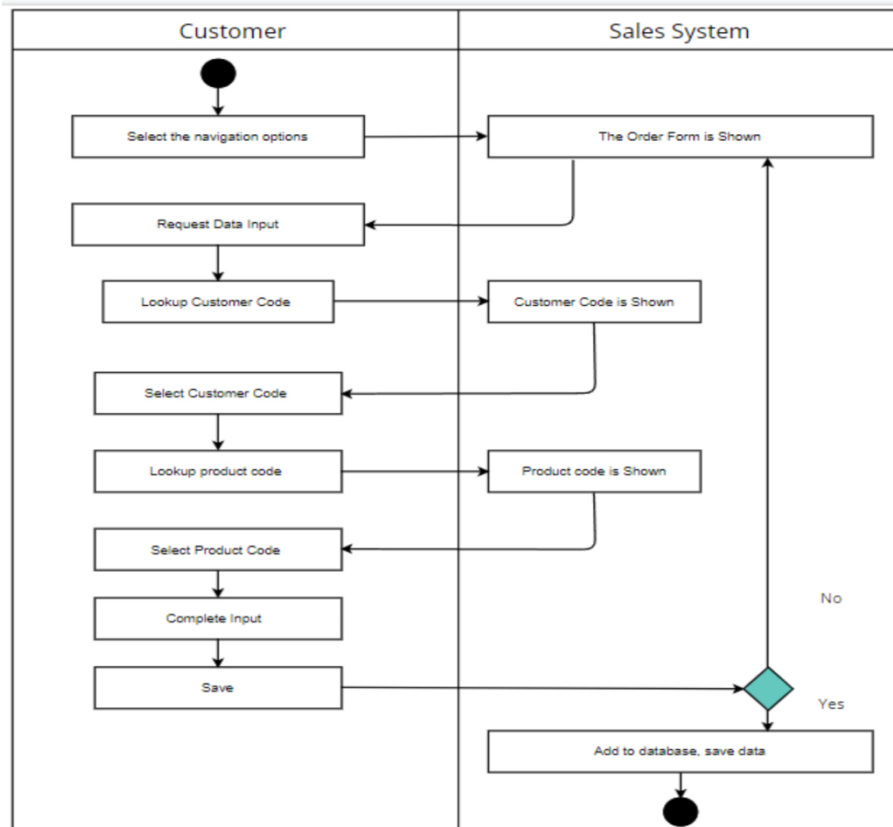 Customer
Sales System
Select the navigation options
The Order Form is Shown
Request Data Input
Lookup Customer Code
Customer Code is Shown
Select Customer Code
Lookup product code
Product code is Shown
Select Product Code
Complete Input
No
Save
Yes
Add to database, save data